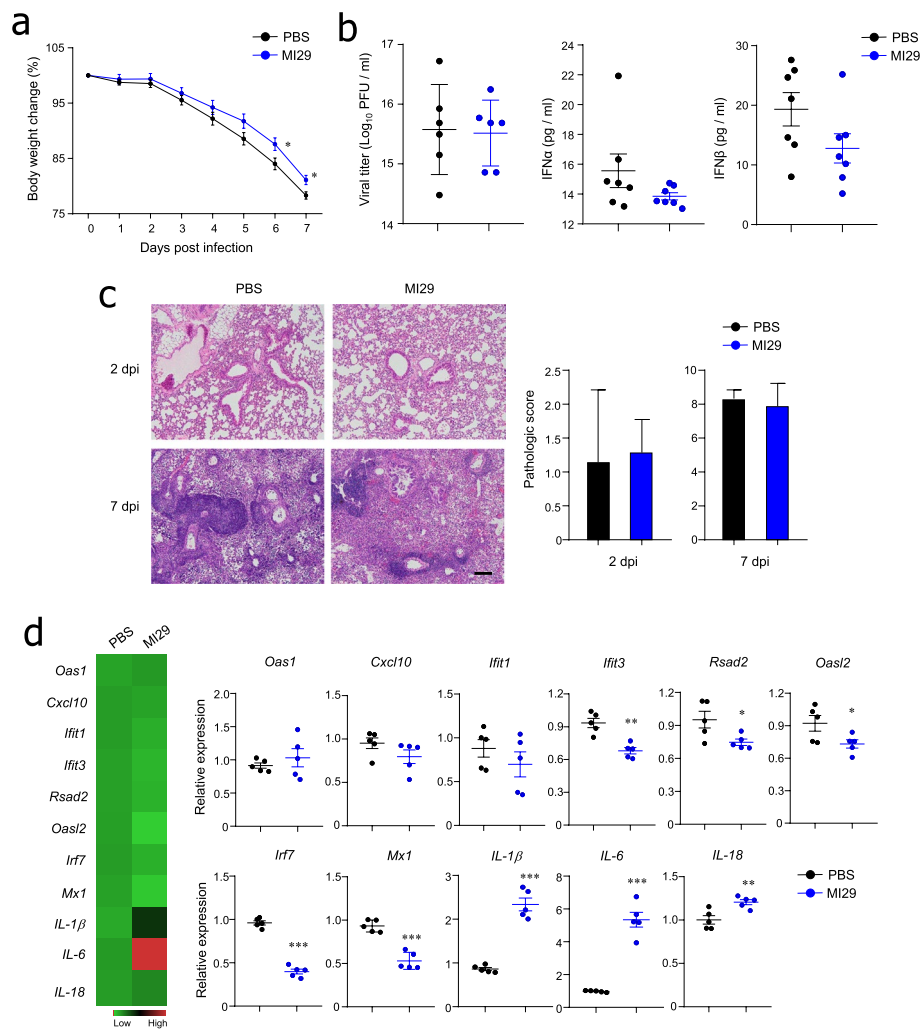 a
PBS
MI29
Body weight change (%)
105
95
85
75
0 1 2 3 4 5 6 7
Days post infection
*
*
b
PBS
MI29
Viral titer (Log10 PFU / ml)
17
16
15
14
IFNα (pg / ml)
24
22
20
18
16
14
12
IFNβ (pg / ml)
30
20
10
0
c
PBS MI29
2 dpi
7 dpi
PBS
MI29
Pathologic score
2.5
2.0
1.5
1.0
0.5
0
2 dpi
10
8
6
4
2
0
7 dpi
d
PBS MI29
Oas1
Cxcl10
Ifit1
Ifit3
Rsad2
Oasl2
Irf7
Mx1
IL-1β
IL-6
IL-18
Low High
Relative expression
Oas1
2.0
1.5
1.0
0.5
0
Cxcl10
1.5
1.0
0.5
0
Ifit1
1.5
1.0
0.5
0
Ifit3
1.2
0.9
0.6
0.3
0
**
Rsad2
1.2
0.9
0.6
0.3
0
*
Oasl2
1.2
0.9
0.6
0.3
0
*
Relative expression
Irf7
1.5
1.0
0.5
0
***
Mx1
1.5
1.0
0.5
0
***
IL-1β
3
2
1
0
***
IL-6
8
6
4
2
0
***
IL-18
1.5
1.0
0.5
0
**
PBS
MI29